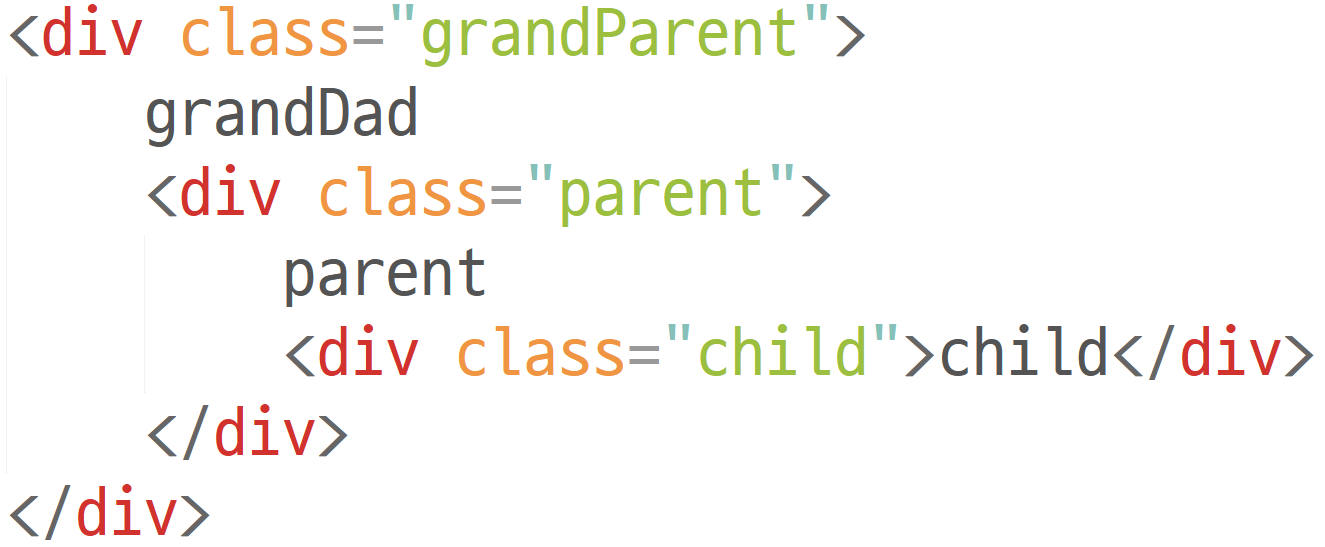 <div class="grandParent">
    grandDad
    <div class="parent">
        parent
        <div class="child">child</div>
    </div>
</div>